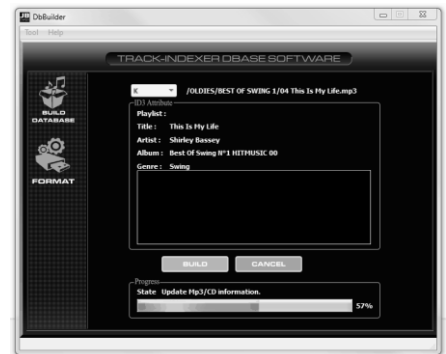 DbBuilder
Tool Help
TRACK-INDEXER DBASE SOFTWARE
K /OLDIES/BEST OF SWING 1/04 This Is My Life.mp3
BUILD
DATABASE
FORMAT
ID3 Attribute
Playlist :
Title : This Is My Life
Artist : Shirley Bassey
Album : Best Of Swing N°1 HITMUSIC 00
Genre : Swing
BUILD CANCEL
Progress
State Update Mp3/CD information.
57%